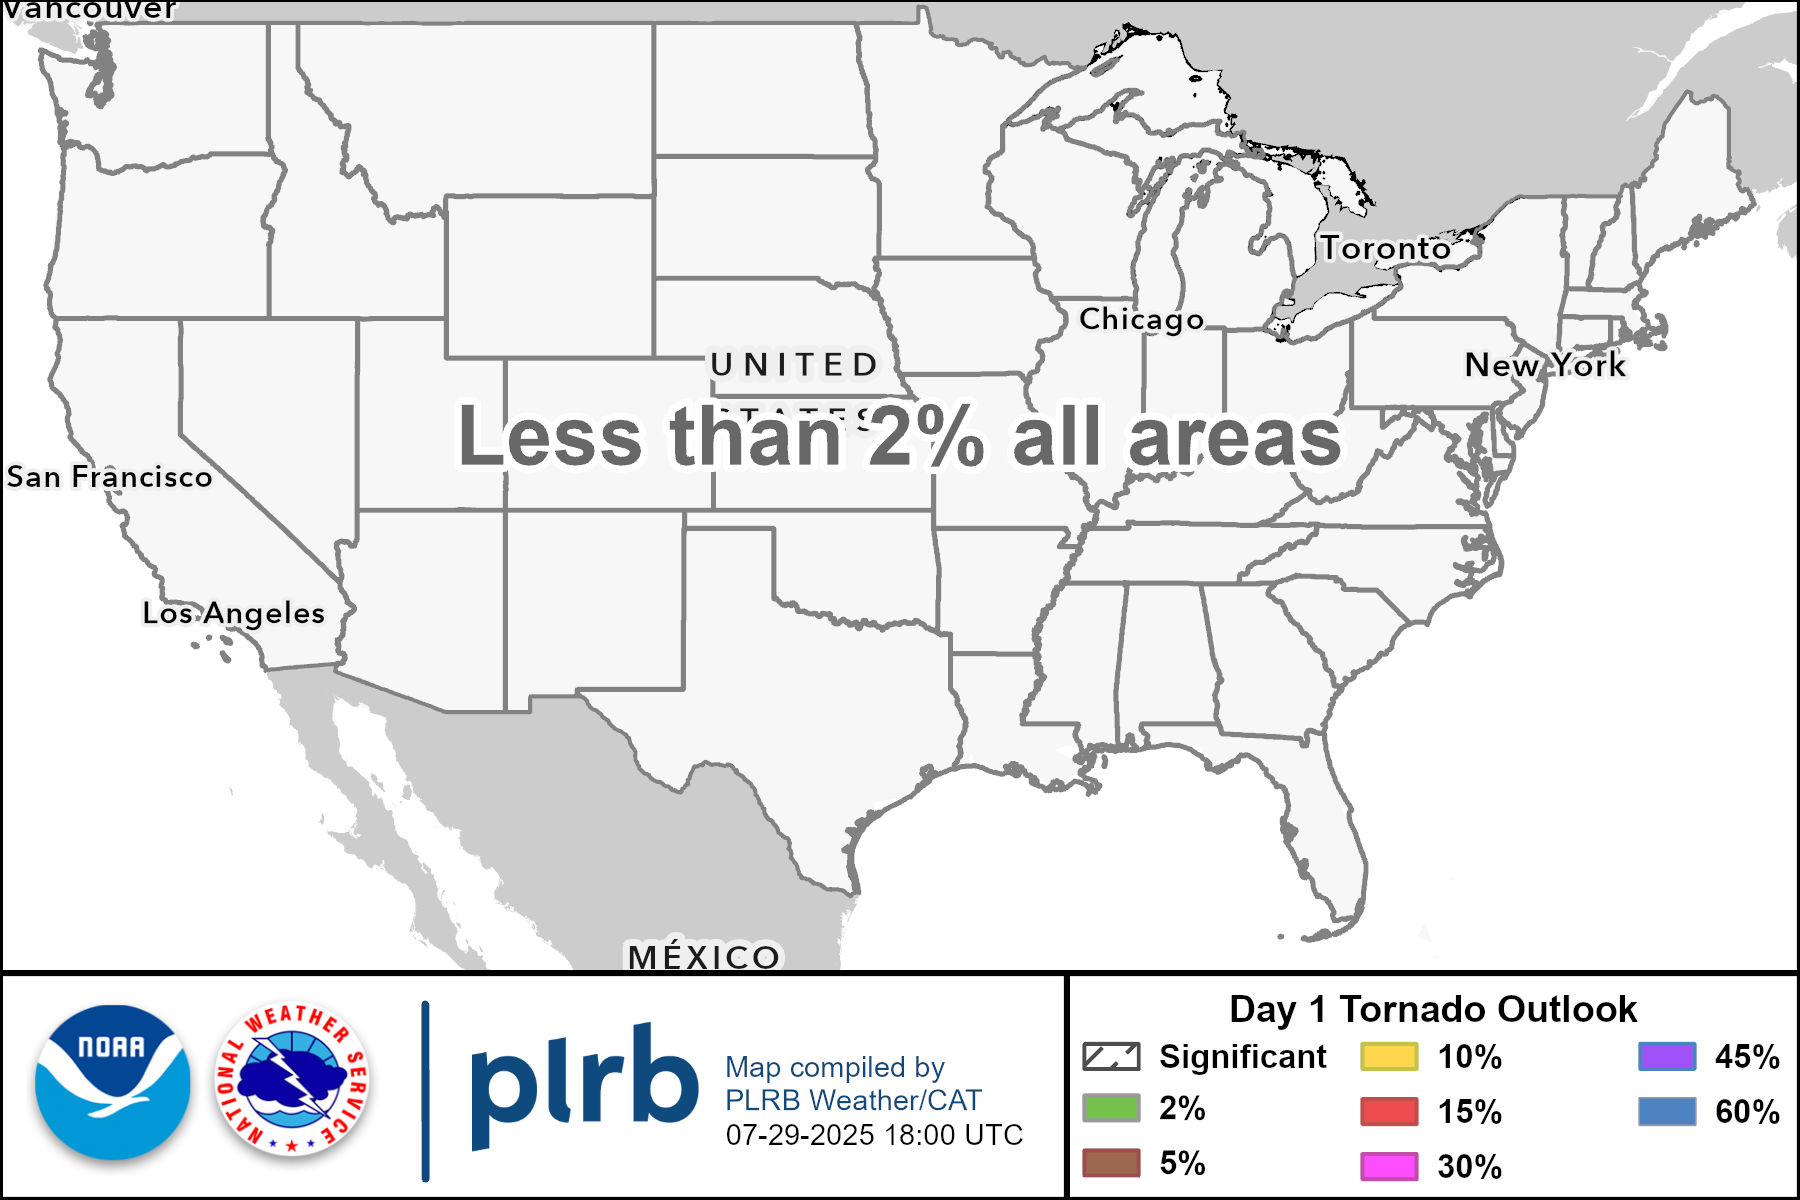 Vancouver
Toronto
Chicago
UNITED
New York
STATES
Less than 2% all areas
San Francisco
Los Angeles
MÉXICO
NOAA
NATIONAL WEATHER SERVICE
plrb
Map compiled by
PLRB Weather/CAT
07-29-2025 18:00 UTC
Day 1 Tornado Outlook
Significant
10%
45%
2%
15%
60%
5%
30%